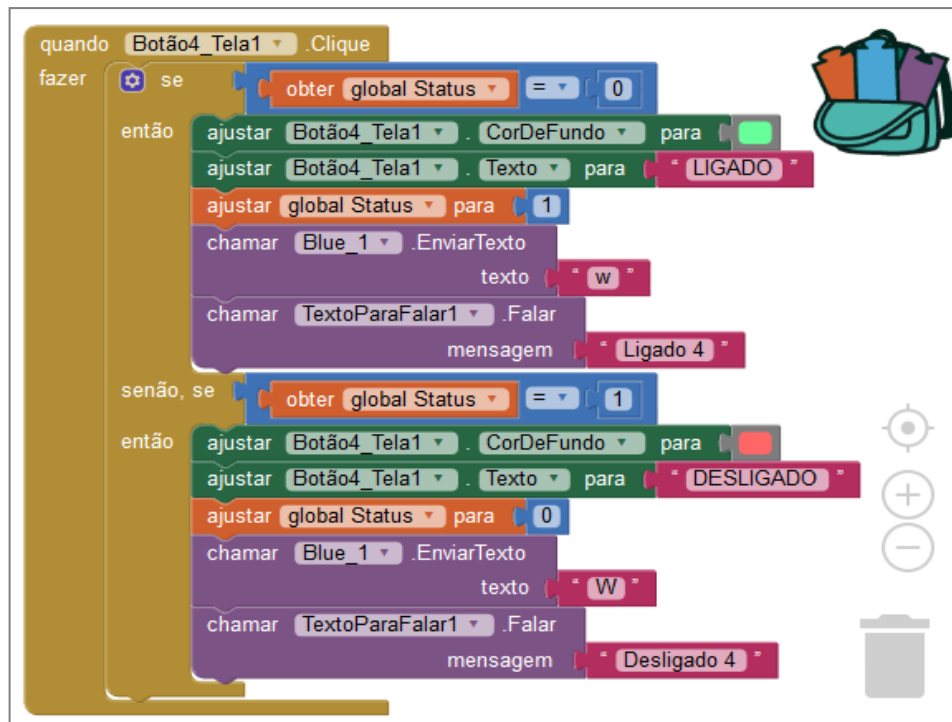 quando Botão4_Tela1 .Clique
fazer se obter global Status = 0
então ajustar Botão4_Tela1 . CorDeFundo para
ajustar Botão4_Tela1 . Texto para “ LIGADO ”
ajustar global Status para 1
chamar Blue_1 .EnviarTexto
texto “ w ”
chamar TextoParaFalar1 .Falar
mensagem “ Ligado 4 ”
senão, se obter global Status = 1
então ajustar Botão4_Tela1 . CorDeFundo para
ajustar Botão4_Tela1 . Texto para “ DESLIGADO ”
ajustar global Status para 0
chamar Blue_1 .EnviarTexto
texto “ W ”
chamar TextoParaFalar1 .Falar
mensagem “ Desligado 4 ”